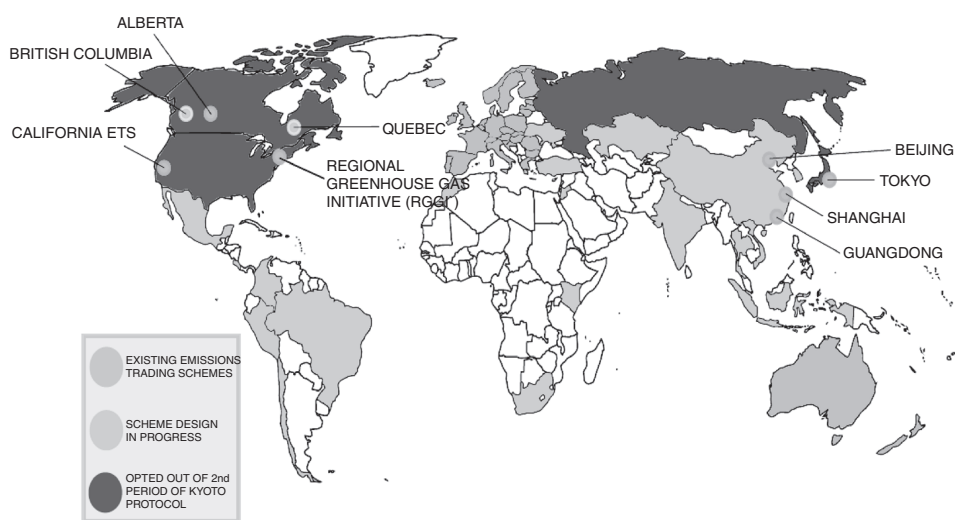 ALBERTA
BRITISH COLUMBIA
CALIFORNIA ETS
QUEBEC
REGIONAL
GREENHOUSE GAS
INITIATIVE (RGGI)
BEIJING
TOKYO
SHANGHAI
GUANGDONG
EXISTING EMISSIONS
TRADING SCHEMES
SCHEME DESIGN
IN PROGRESS
OPTED OUT OF 2nd
PERIOD OF KYOTO
PROTOCOL